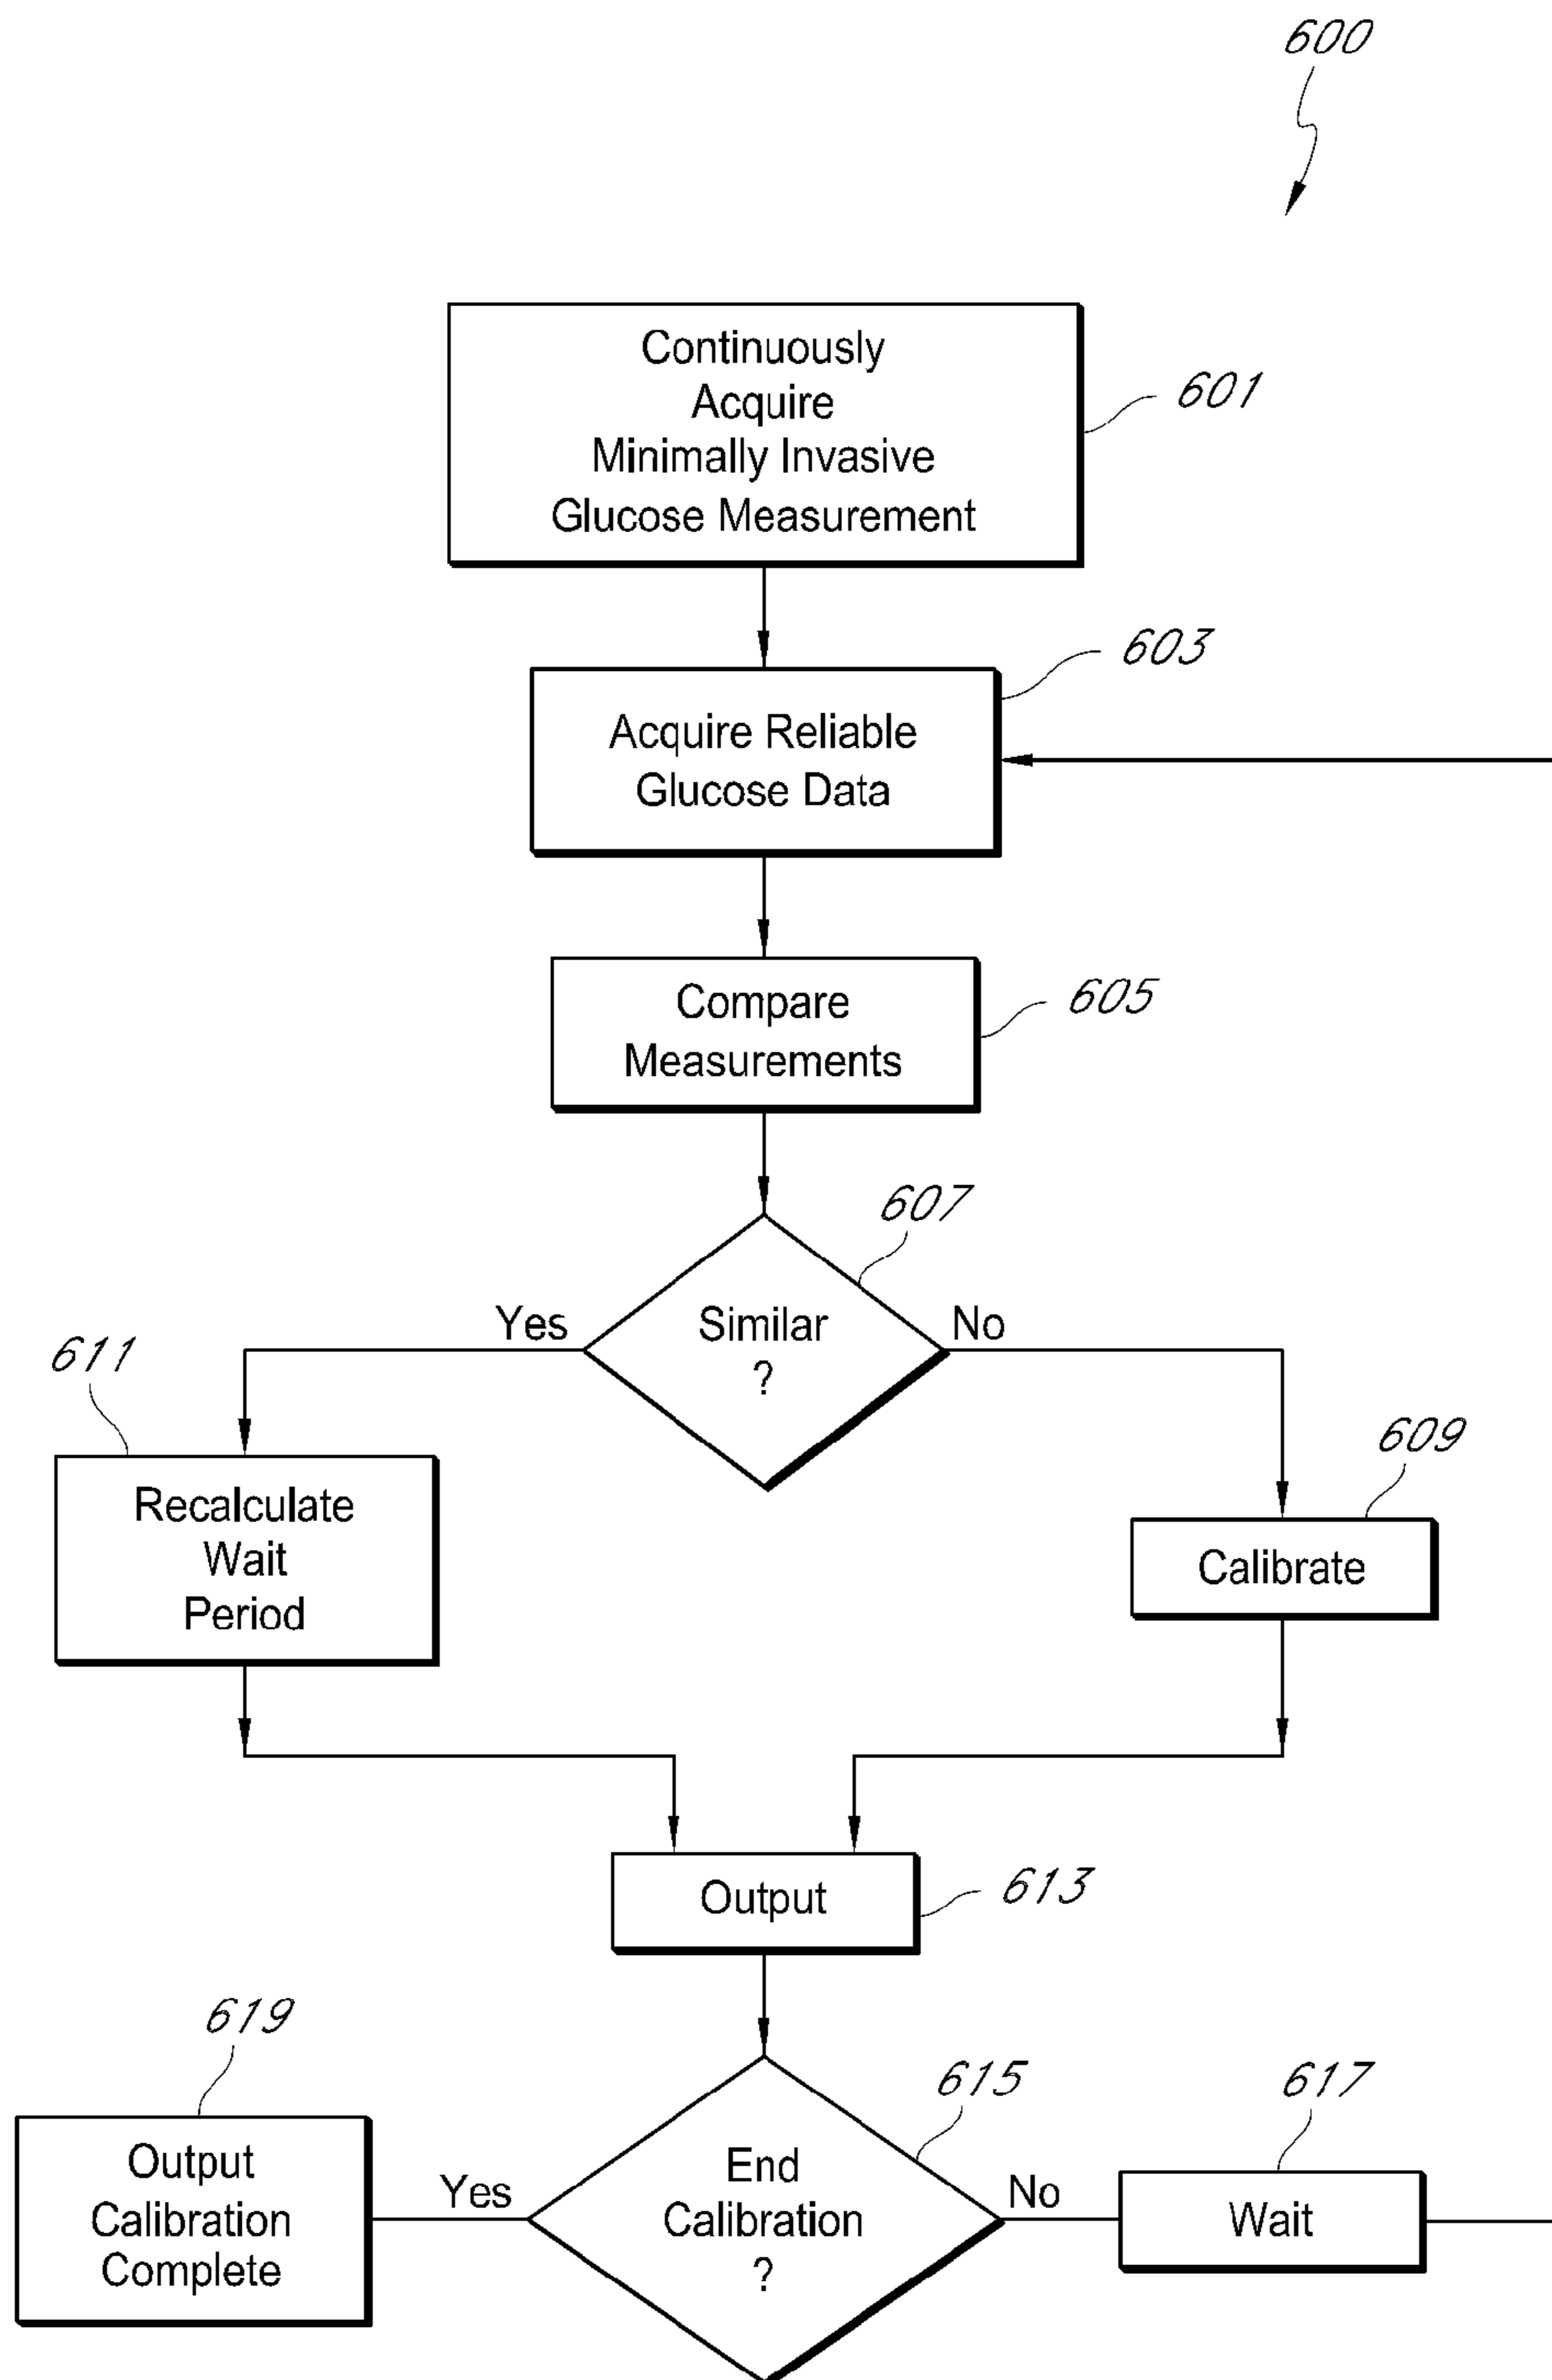 600
Continuously
Acquire
Minimally Invasive
Glucose Measurement
601
603
Acquire Reliable
Glucose Data
Compare
Measurements
605
607
Yes
Similar
?
No
611
Recalculate
Wait
Period
609
Calibrate
Output
613
619
Output
Calibration
Complete
Yes
615
End
Calibration
?
No
617
Wait